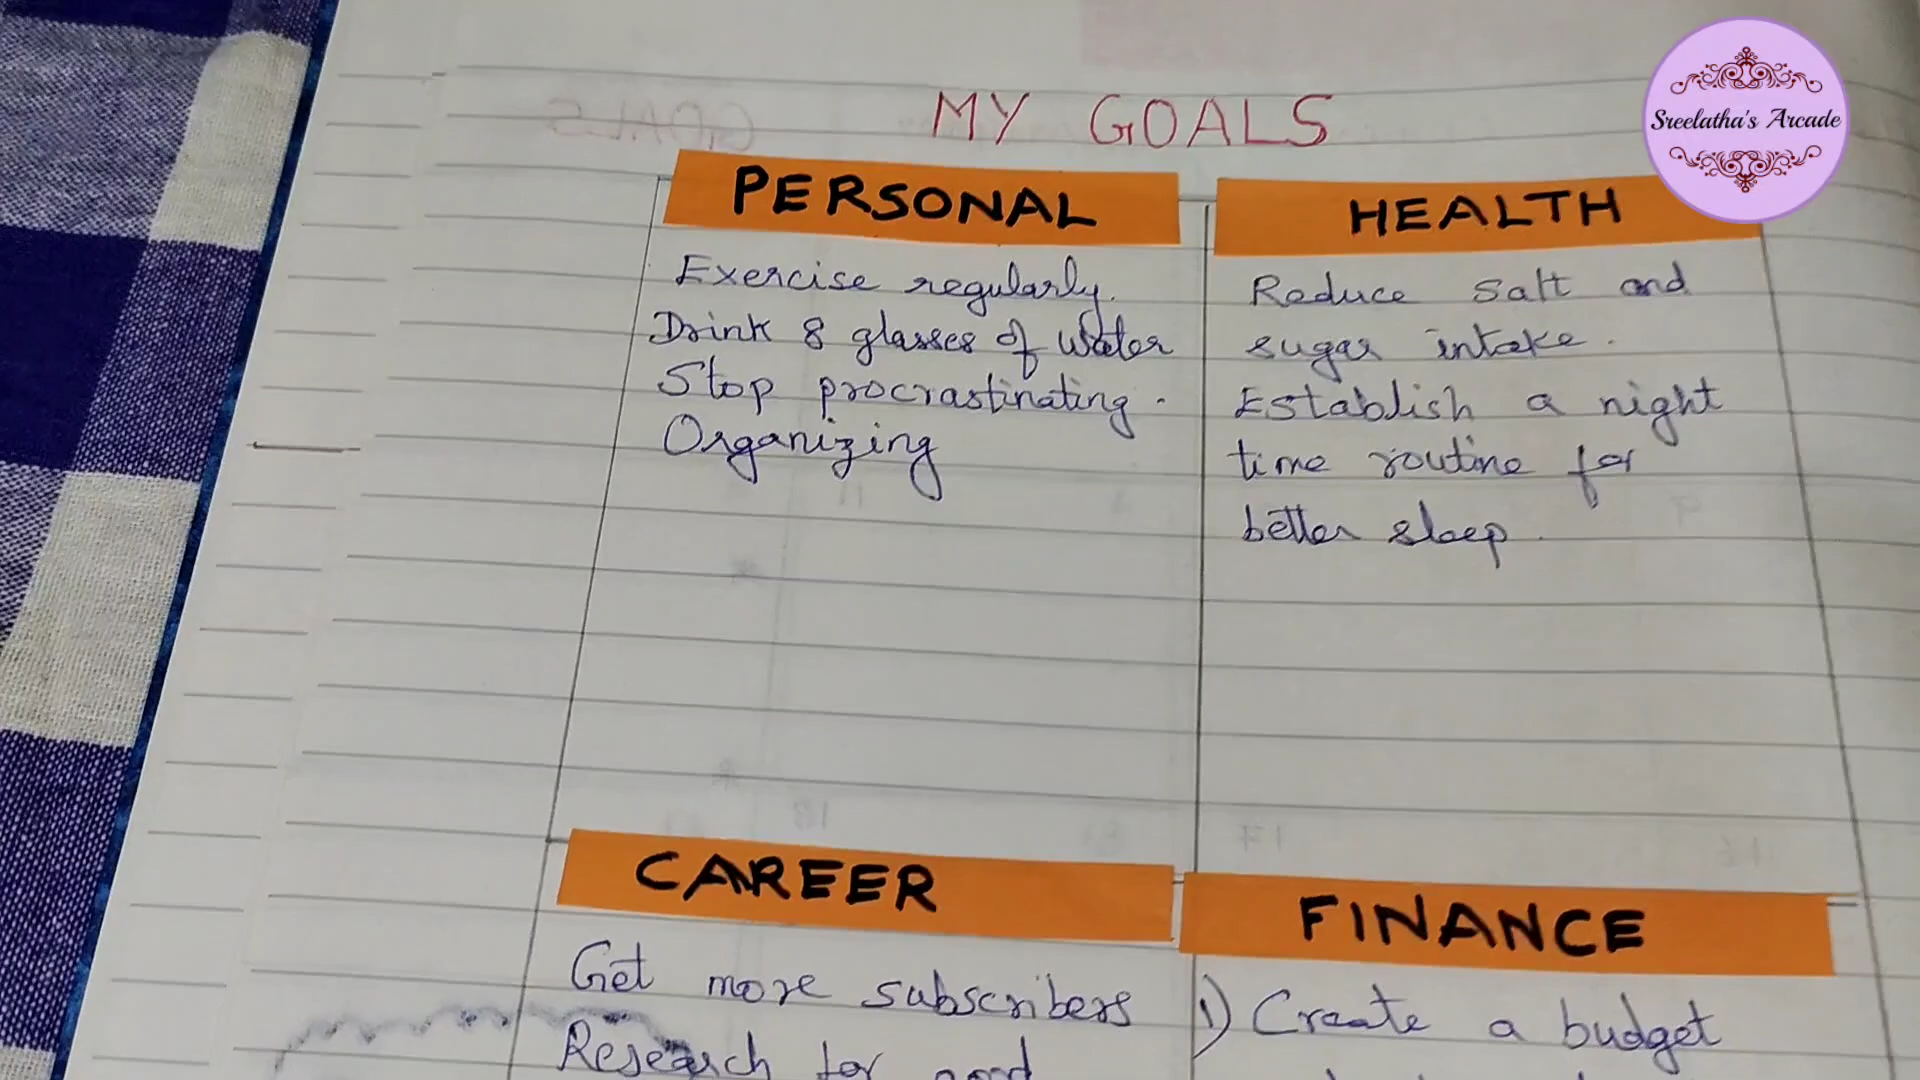 MY GOALS
Sreelatha's Arcade
PERSONAL
Exercise regularly.
Drink 8 glasses of water
Stop procrastinating.
Organizing
HEALTH
Reduce salt and
sugar intake.
Establish a night
time routine for
better sleep.
CAREER
Get more subscribers
Research for good
FINANCE
1) Create a budget